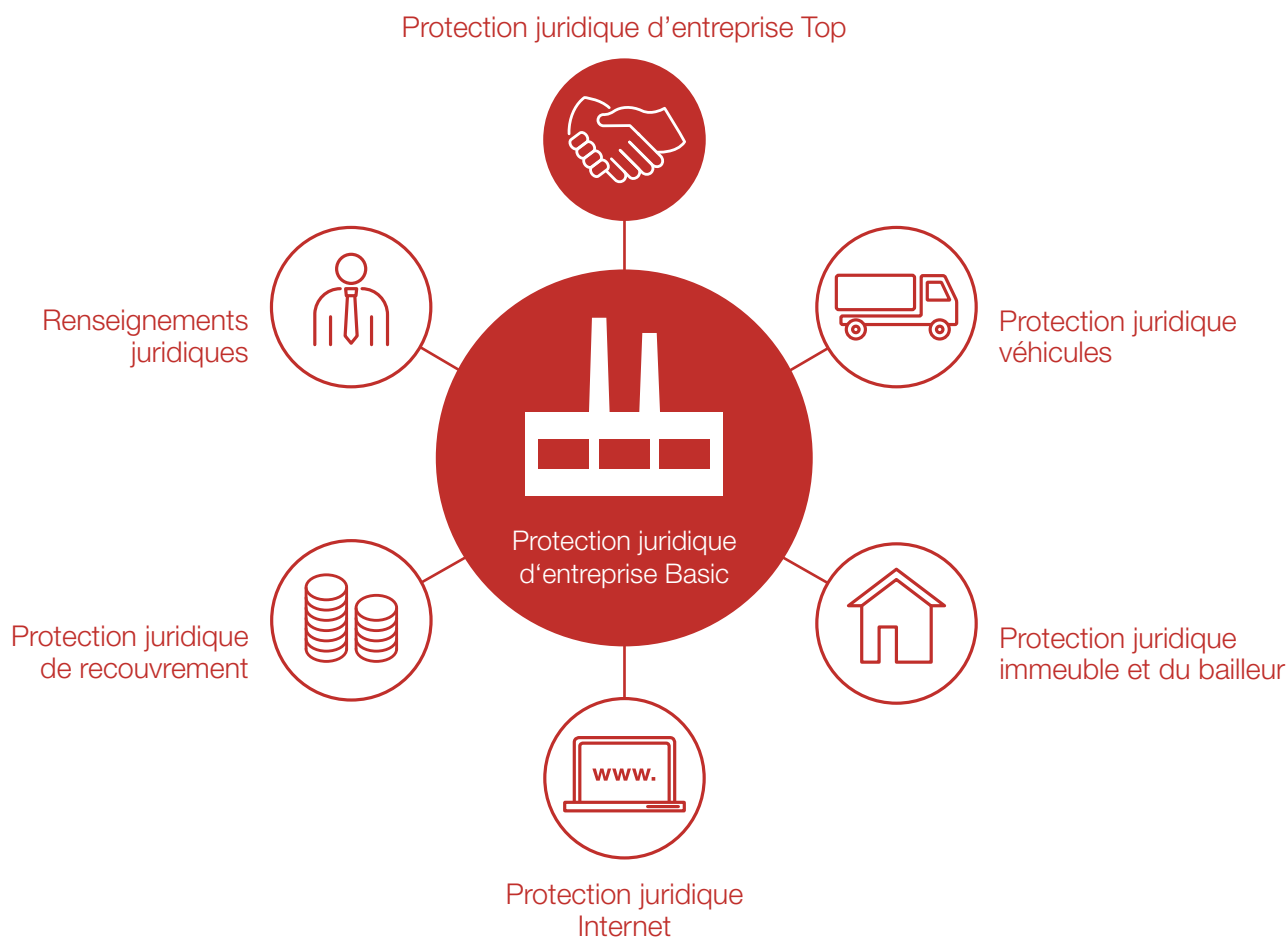 Protection juridique d’entreprise Top
Renseignements
juridiques
Protection juridique
véhicules
Protection juridique
d‘entreprise Basic
Protection juridique
de recouvrement
Protection juridique
immeuble et du bailleur
www.
Protection juridique
Internet